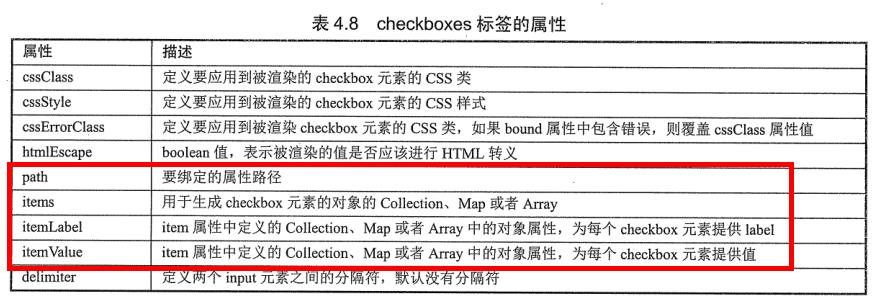 表 4.8 checkboxes 标签的属性
属性 描述
cssClass 定义要应用到被渲染的 checkbox 元素的 CSS 类
cssStyle 定义要应用到被渲染的 checkbox 元素的 CSS 样式
cssErrorClass 定义要应用到被渲染 checkbox 元素的 CSS 类，如果 bound 属性中包含错误，则覆盖 cssClass 属性值
htmlEscape boolean 值，表示被渲染的值是否应该进行 HTML 转义
path 要绑定的属性路径
items 用于生成 checkbox 元素的对象的 Collection、Map 或者 Array
itemLabel item 属性中定义的 Collection、Map 或者 Array 中的对象属性，为每个 checkbox 元素提供 label
itemValue item 属性中定义的 Collection、Map 或者 Array 中的对象属性，为每个 checkbox 元素提供值
delimiter 定义两个 input 元素之间的分隔符，默认没有分隔符